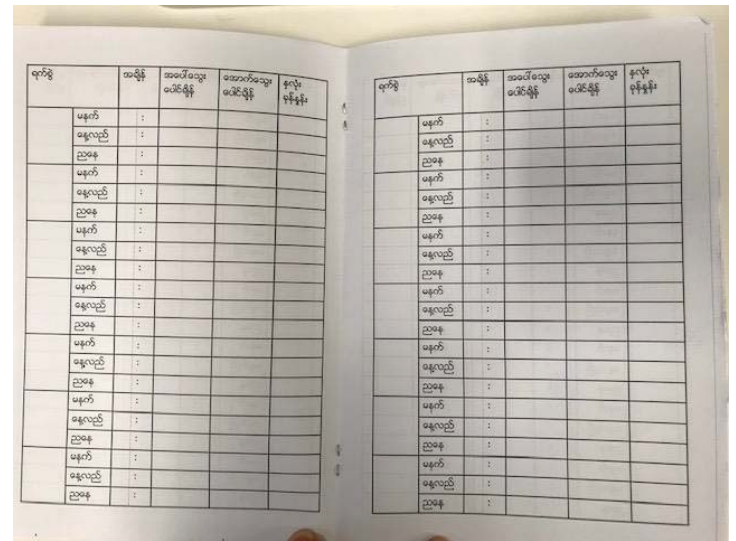 ရက်စွဲ အချိန် အပေါ်သွေး အောက်သွေး နှလုံး
ပေါင်ချိန် ပေါင်ချိန် ခုန်နှုန်း
မနက် :
နေ့လည် :
ညနေ :
မနက် :
နေ့လည် :
ညနေ :
မနက် :
နေ့လည် :
ညနေ :
မနက် :
နေ့လည် :
ညနေ :
မနက် :
နေ့လည် :
ညနေ :
မနက် :
နေ့လည် :
ညနေ :
မနက် :
နေ့လည် :
ညနေ :
ရက်စွဲ အချိန် အပေါ်သွေး အောက်သွေး နှလုံး
ပေါင်ချိန် ပေါင်ချိန် ခုန်နှုန်း
မနက် :
နေ့လည် :
ညနေ :
မနက် :
နေ့လည် :
ညနေ :
မနက် :
နေ့လည် :
ညနေ :
မနက် :
နေ့လည် :
ညနေ :
မနက် :
နေ့လည် :
ညနေ :
မနက် :
နေ့လည် :
ညနေ :
မနက် :
နေ့လည် :
ညနေ :